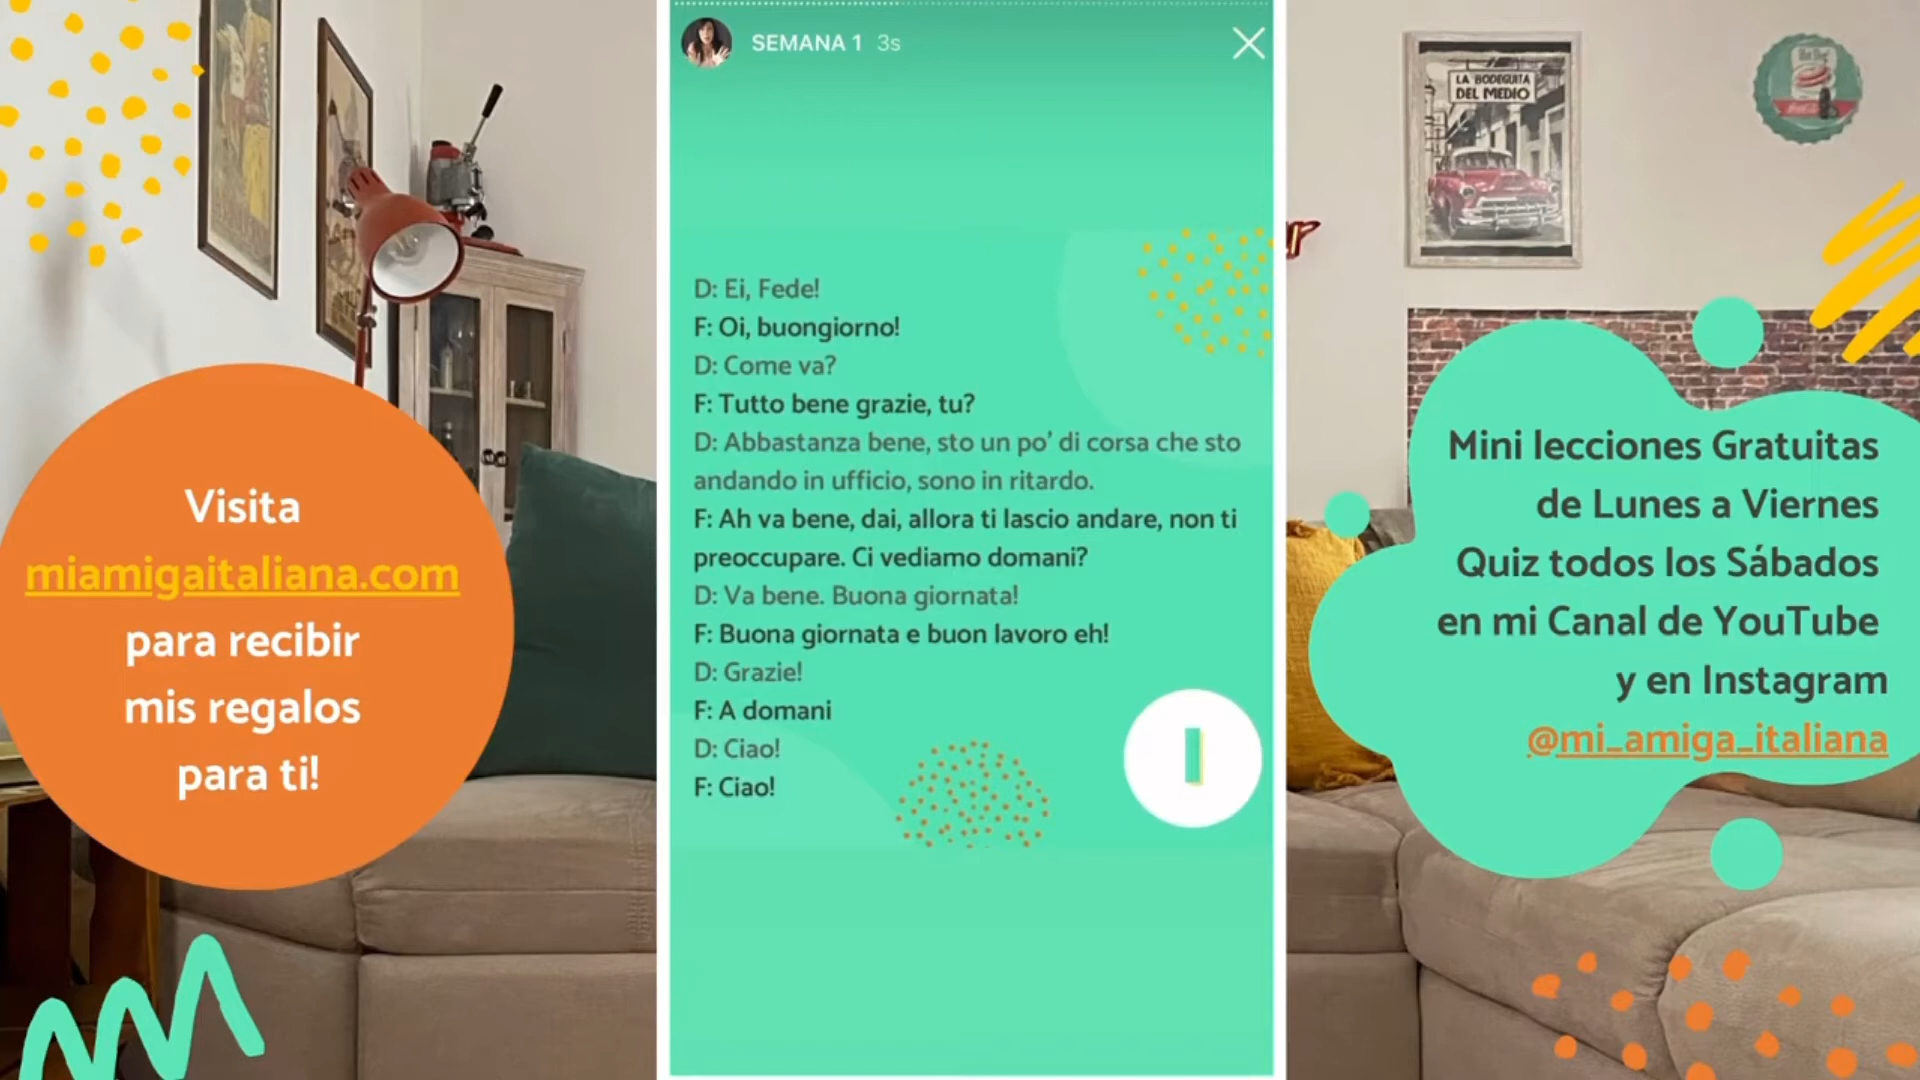 Visita
miamigaitaliana.com
para recibir
mis regalos
para ti!
SEMANA 1 3s
D: Ei, Fede!
F: Oi, buongiorno!
D: Come va?
F: Tutto bene grazie, tu?
D: Abbastanza bene, sto un po' di corsa che sto
andando in ufficio, sono in ritardo.
F: Ah va bene, dai, allora ti lascio andare, non ti
preoccupare. Ci vediamo domani?
D: Va bene. Buona giornata!
F: Buona giornata e buon lavoro eh!
D: Grazie!
F: A domani
D: Ciao!
F: Ciao!
LA BODEGUITA
DEL MEDIO
Mini lecciones Gratuitas
de Lunes a Viernes
Quiz todos los Sábados
en mi Canal de YouTube
y en Instagram
@mi_amiga_italiana